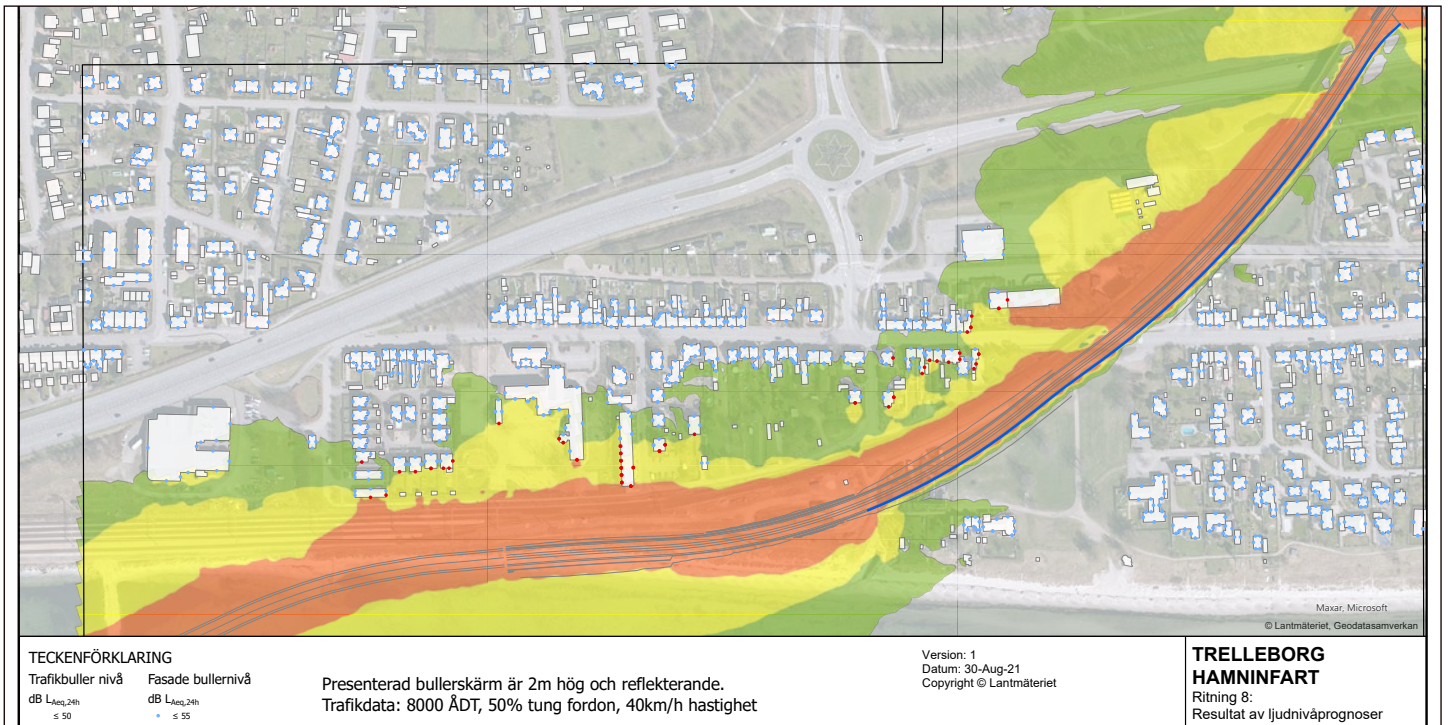 Maxar, Microsoft
© Lantmäteriet, Geodatasamverkan
TECKENFÖRKLARING
Trafikbuller nivå
dB LAeq,24h
≤ 50
Fasade bullernivå
dB LAeq,24h
≤ 55
Presenterad bullerskärm är 2m hög och reflekterande.
Trafikdata: 8000 ÅDT, 50% tung fordon, 40km/h hastighet
Version: 1
Datum: 30-Aug-21
Copyright © Lantmäteriet
TRELLEBORG
HAMNINFART
Ritning 8:
Resultat av ljudnivåprognoser